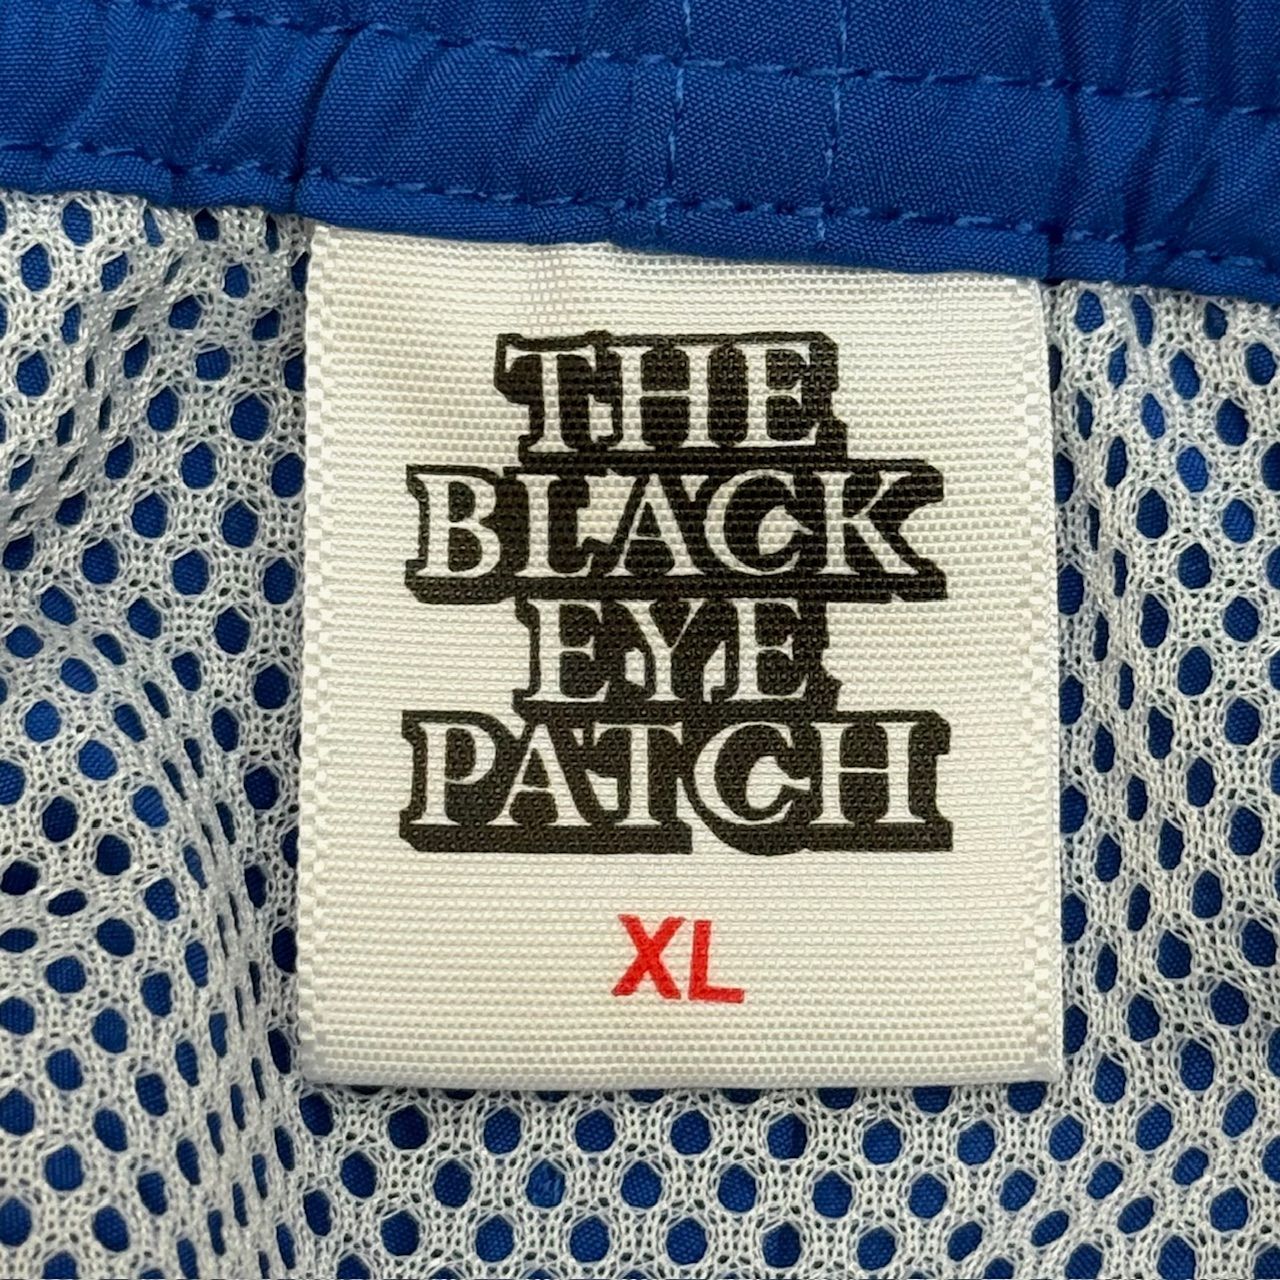 THE
BLACK
EYE
PATCH
XL